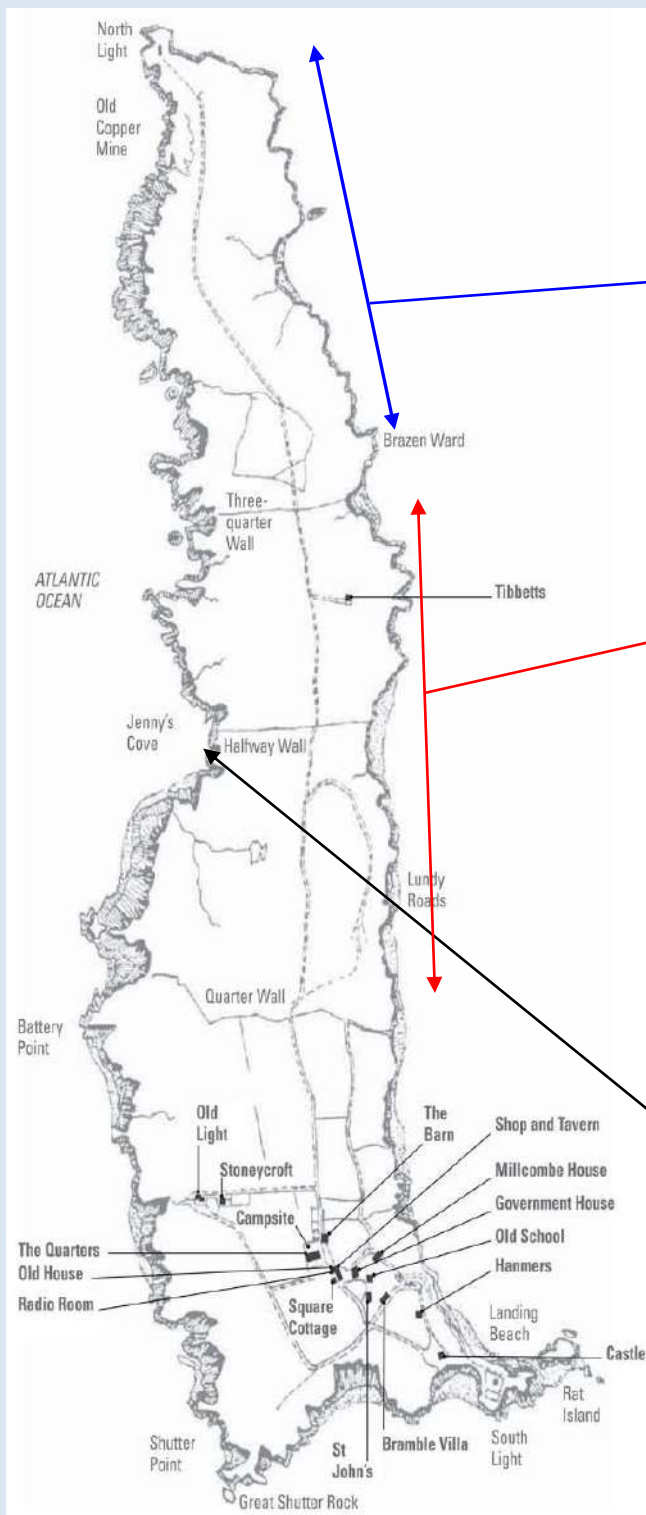 North
Light
Old
Copper
Mine
Brazen Ward
Three-
quarter
Wall
ATLANTIC
OCEAN
Tibbetts
Jenny's
Cove
Halfway Wall
Lundy
Roads
Quarter Wall
Battery
Point
Old
Light
Stoneycroft
The
Barn
Shop and Tavern
Millcombe House
Campsite
Government House
The Quarters
Old School
Old House
Hanmers
Radio Room
Square
Cottage
Landing
Beach
Castle
Rat
Island
South
Light
Shutter
Point
St
John's
Bramble Villa
Great Shutter Rock